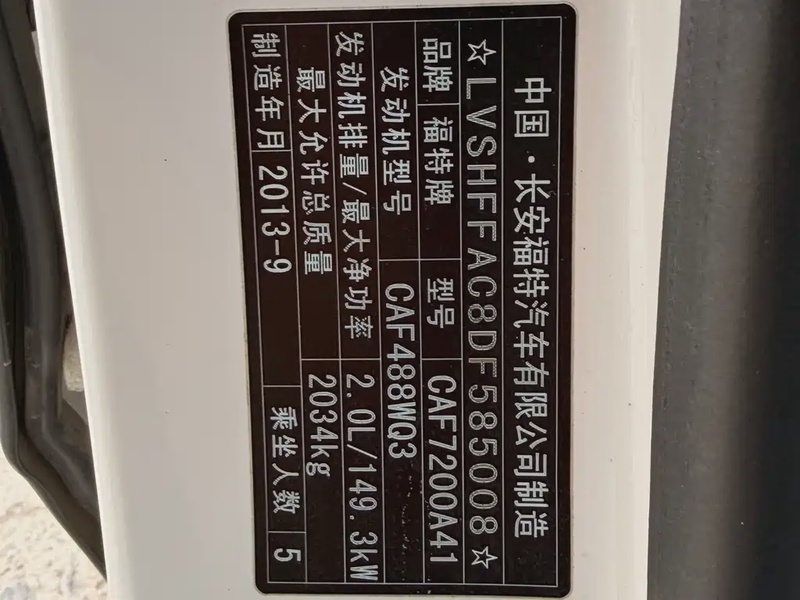 中国·长安福特汽车有限公司制造
☆LVSHFFAC8DF585008☆
品牌 福特牌 型号 CAF7200A41
发动机型号 CAF488WQ3
发动机排量/最大净功率 2.0L/149.3kW
最大允许总质量 2034kg
制造年月 2013-9 乘坐人数 5